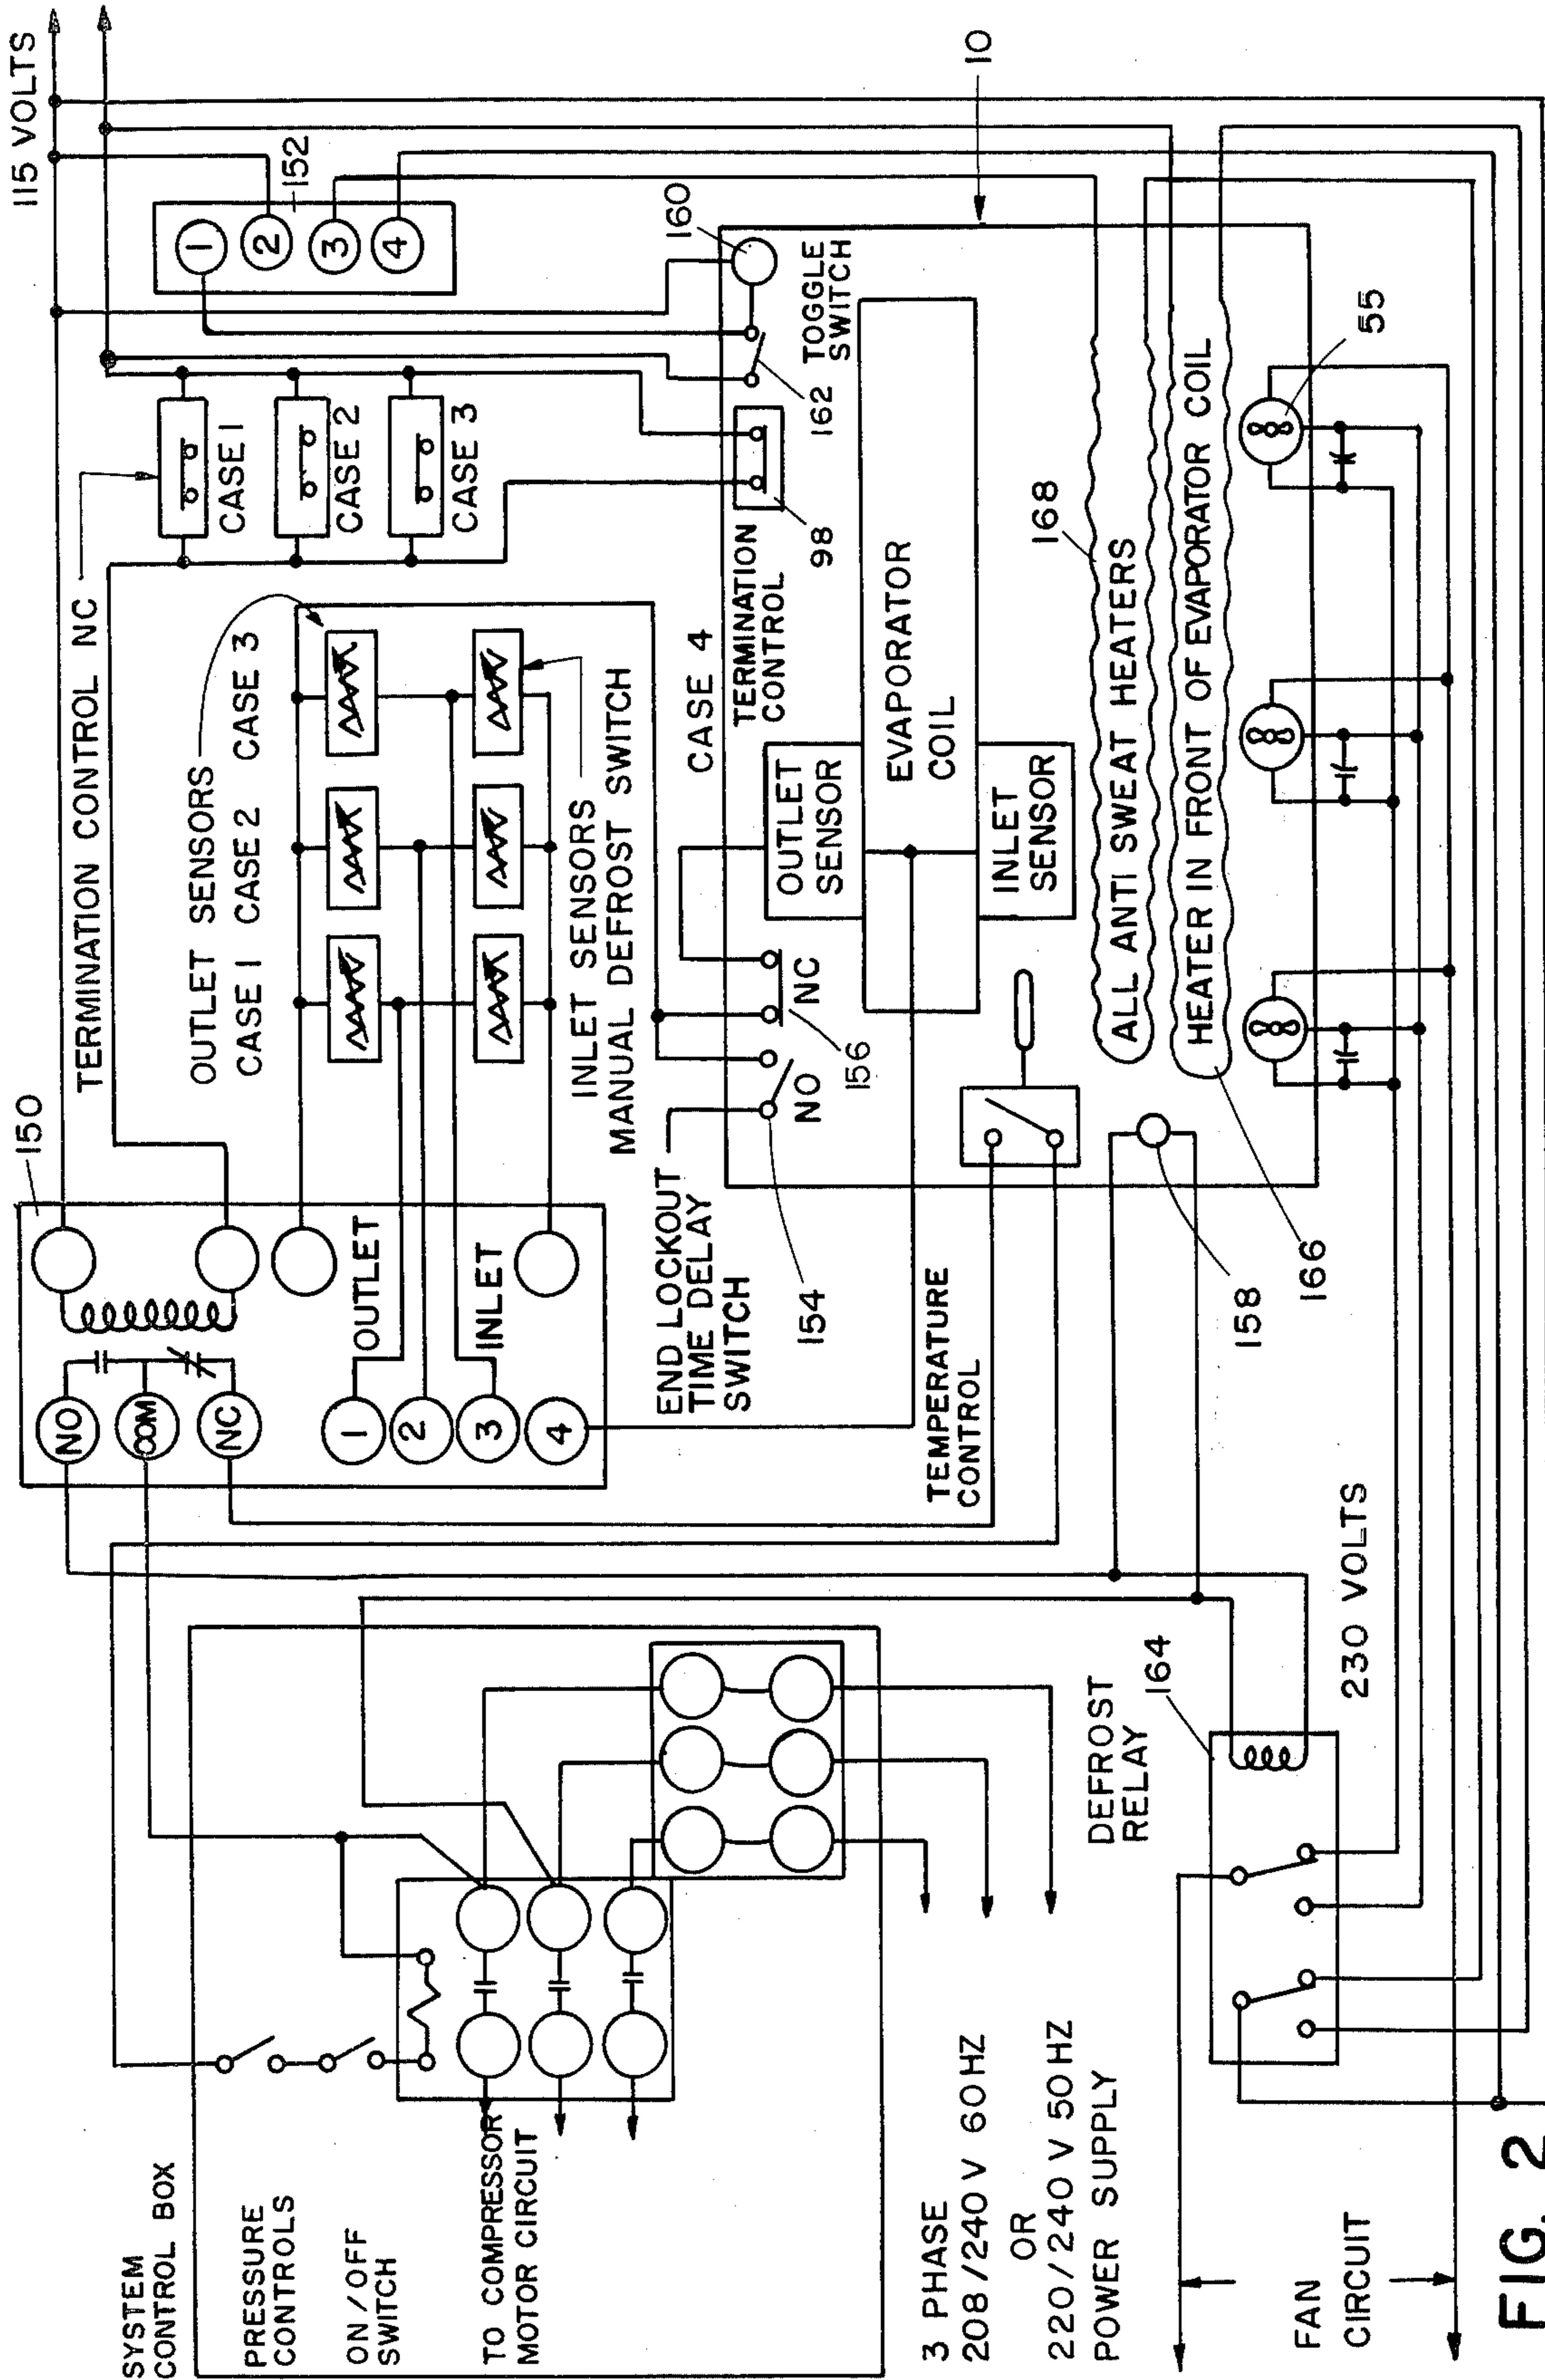 115 VOLTS
TERMINATION CONTROL NC
150
152
NO
COM
NC
OUTLET
INLET
1
2
3
4
OUTLET SENSORS
CASE 1 CASE 2 CASE 3
INLET SENSORS
MANUAL DEFROST SWITCH
CASE 1
CASE 2
CASE 3
1
2
3
4
SYSTEM
CONTROL BOX
PRESSURE
CONTROLS
ON/OFF
SWITCH
TO COMPRESSOR
MOTOR CIRCUIT
END LOCKOUT
TIME DELAY
SWITCH
154
NO
NC
156
CASE 4
TERMINATION
CONTROL
98
162
TOGGLE
SWITCH
160
10
OUTLET
SENSOR
EVAPORATOR
COIL
INLET
SENSOR
TEMPERATURE
CONTROL
168
ALL ANTI SWEAT HEATERS
HEATER IN FRONT OF EVAPORATOR COIL
158
166
55
3 PHASE
208/240 V 60 HZ
OR
220/240 V 50 HZ
POWER SUPPLY
DEFROST
RELAY
164
230 VOLTS
FAN
CIRCUIT
FIG. 2